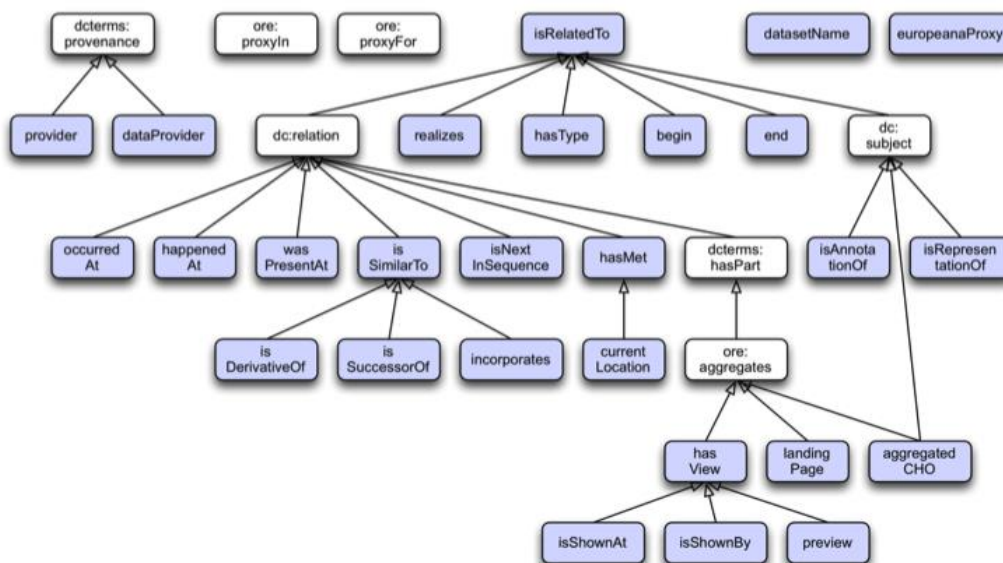 dcterms:
provenance
ore:
proxyIn
ore:
proxyFor
isRelatedTo
datasetName
europeanaProxy
provider
dataProvider
dc:relation
realizes
hasType
begin
end
dc:
subject
occurred
At
happened
At
was
PresentAt
is
SimilarTo
isNext
InSequence
hasMet
dcterms:
hasPart
isAnnota
tionOf
isRepresen
tationOf
is
DerivativeOf
is
SuccessorOf
incorporates
current
Location
ore:
aggregates
has
View
landing
Page
aggregated
CHO
isShownAt
isShownBy
preview